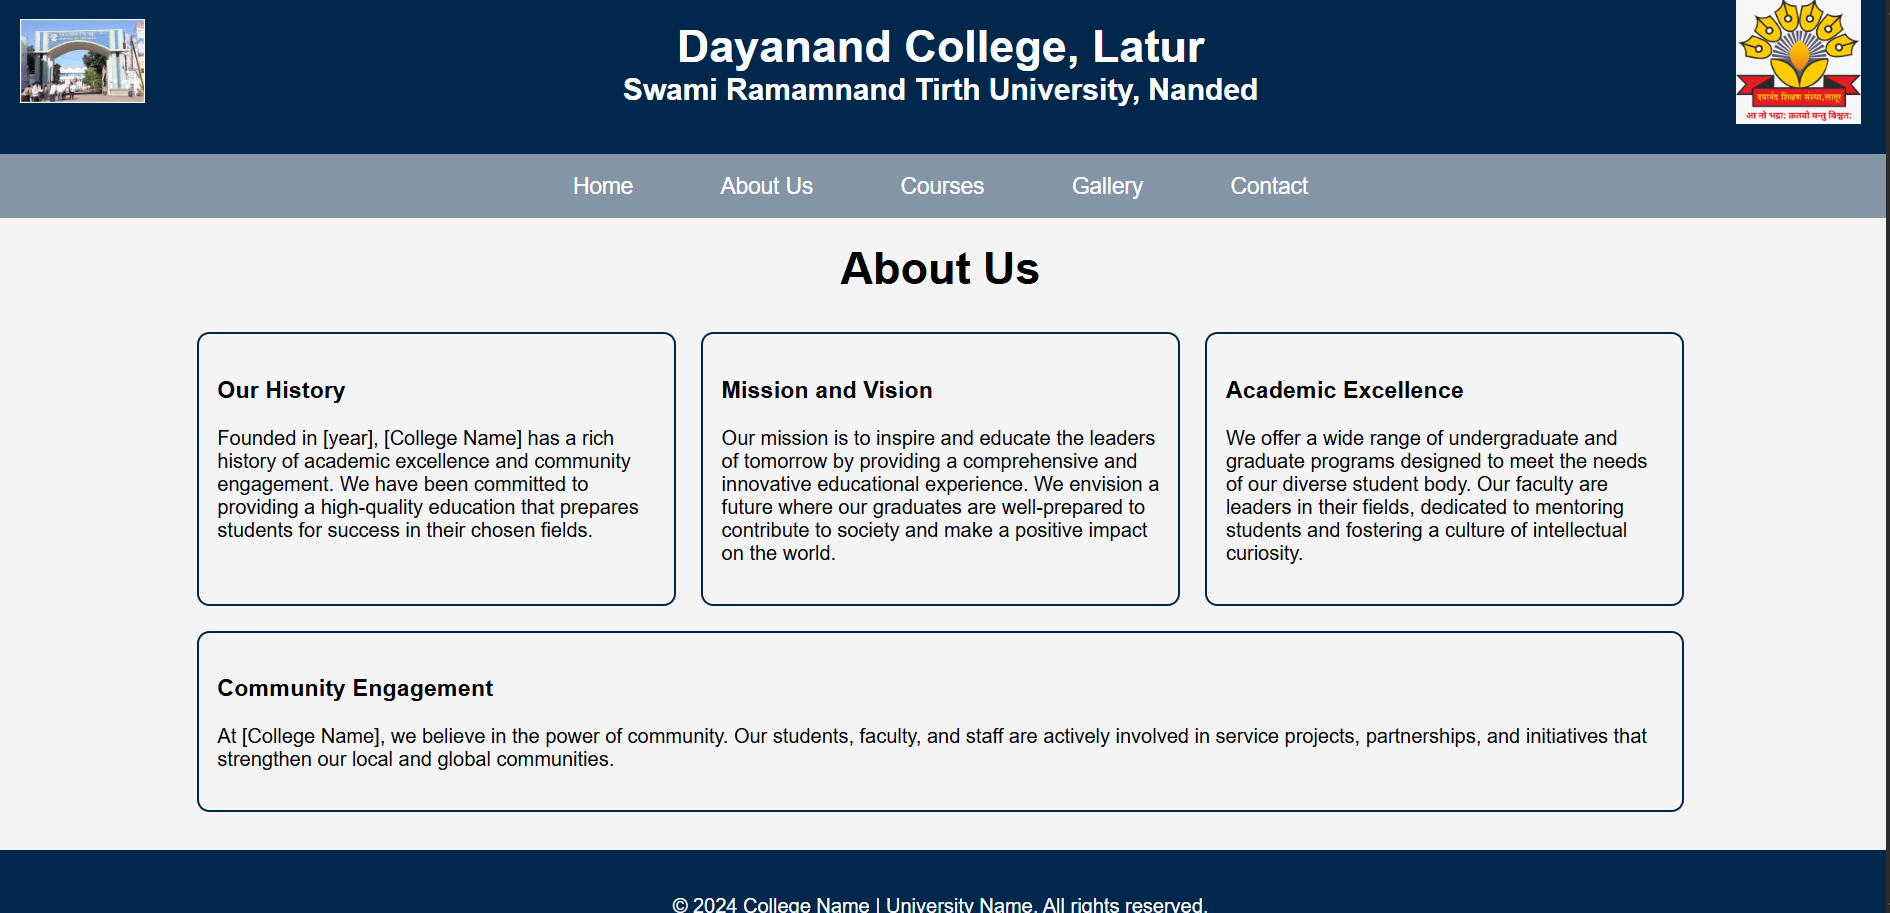 Dayanand College, Latur
Swami Ramamnand Tirth University, Nanded
दयानंद शिक्षण संस्था,लातूर
आ नो भद्राः क्रतवो यन्तु विश्वतः
Home About Us Courses Gallery Contact
About Us
Our History
Founded in [year], [College Name] has a rich
history of academic excellence and community
engagement. We have been committed to
providing a high-quality education that prepares
students for success in their chosen fields.
Mission and Vision
Our mission is to inspire and educate the leaders
of tomorrow by providing a comprehensive and
innovative educational experience. We envision a
future where our graduates are well-prepared to
contribute to society and make a positive impact
on the world.
Academic Excellence
We offer a wide range of undergraduate and
graduate programs designed to meet the needs
of our diverse student body. Our faculty are
leaders in their fields, dedicated to mentoring
students and fostering a culture of intellectual
curiosity.
Community Engagement
At [College Name], we believe in the power of community. Our students, faculty, and staff are actively involved in service projects, partnerships, and initiatives that
strengthen our local and global communities.
© 2024 College Name | University Name. All rights reserved.